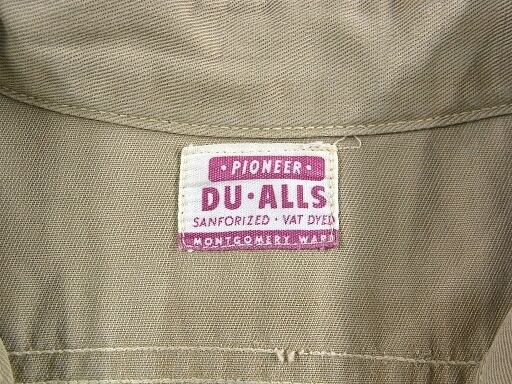 · PIONEER ·
DU·ALLS
SANFORIZED · VAT DYED
MONTGOMERY WARD